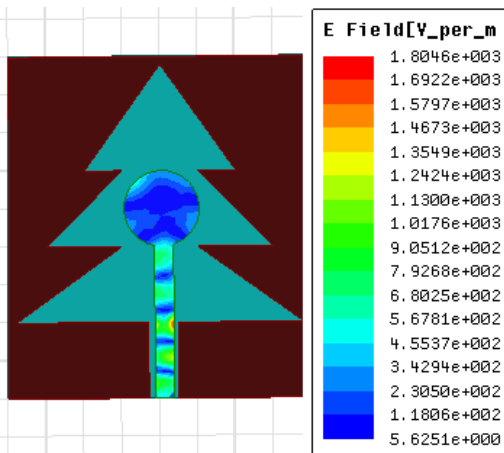 E Field[V_per_m
1.8046e+003
1.6922e+003
1.5797e+003
1.4673e+003
1.3549e+003
1.2424e+003
1.1300e+003
1.0176e+003
9.0512e+002
7.9268e+002
6.8025e+002
5.6781e+002
4.5537e+002
3.4294e+002
2.3050e+002
1.1806e+002
5.6251e+000